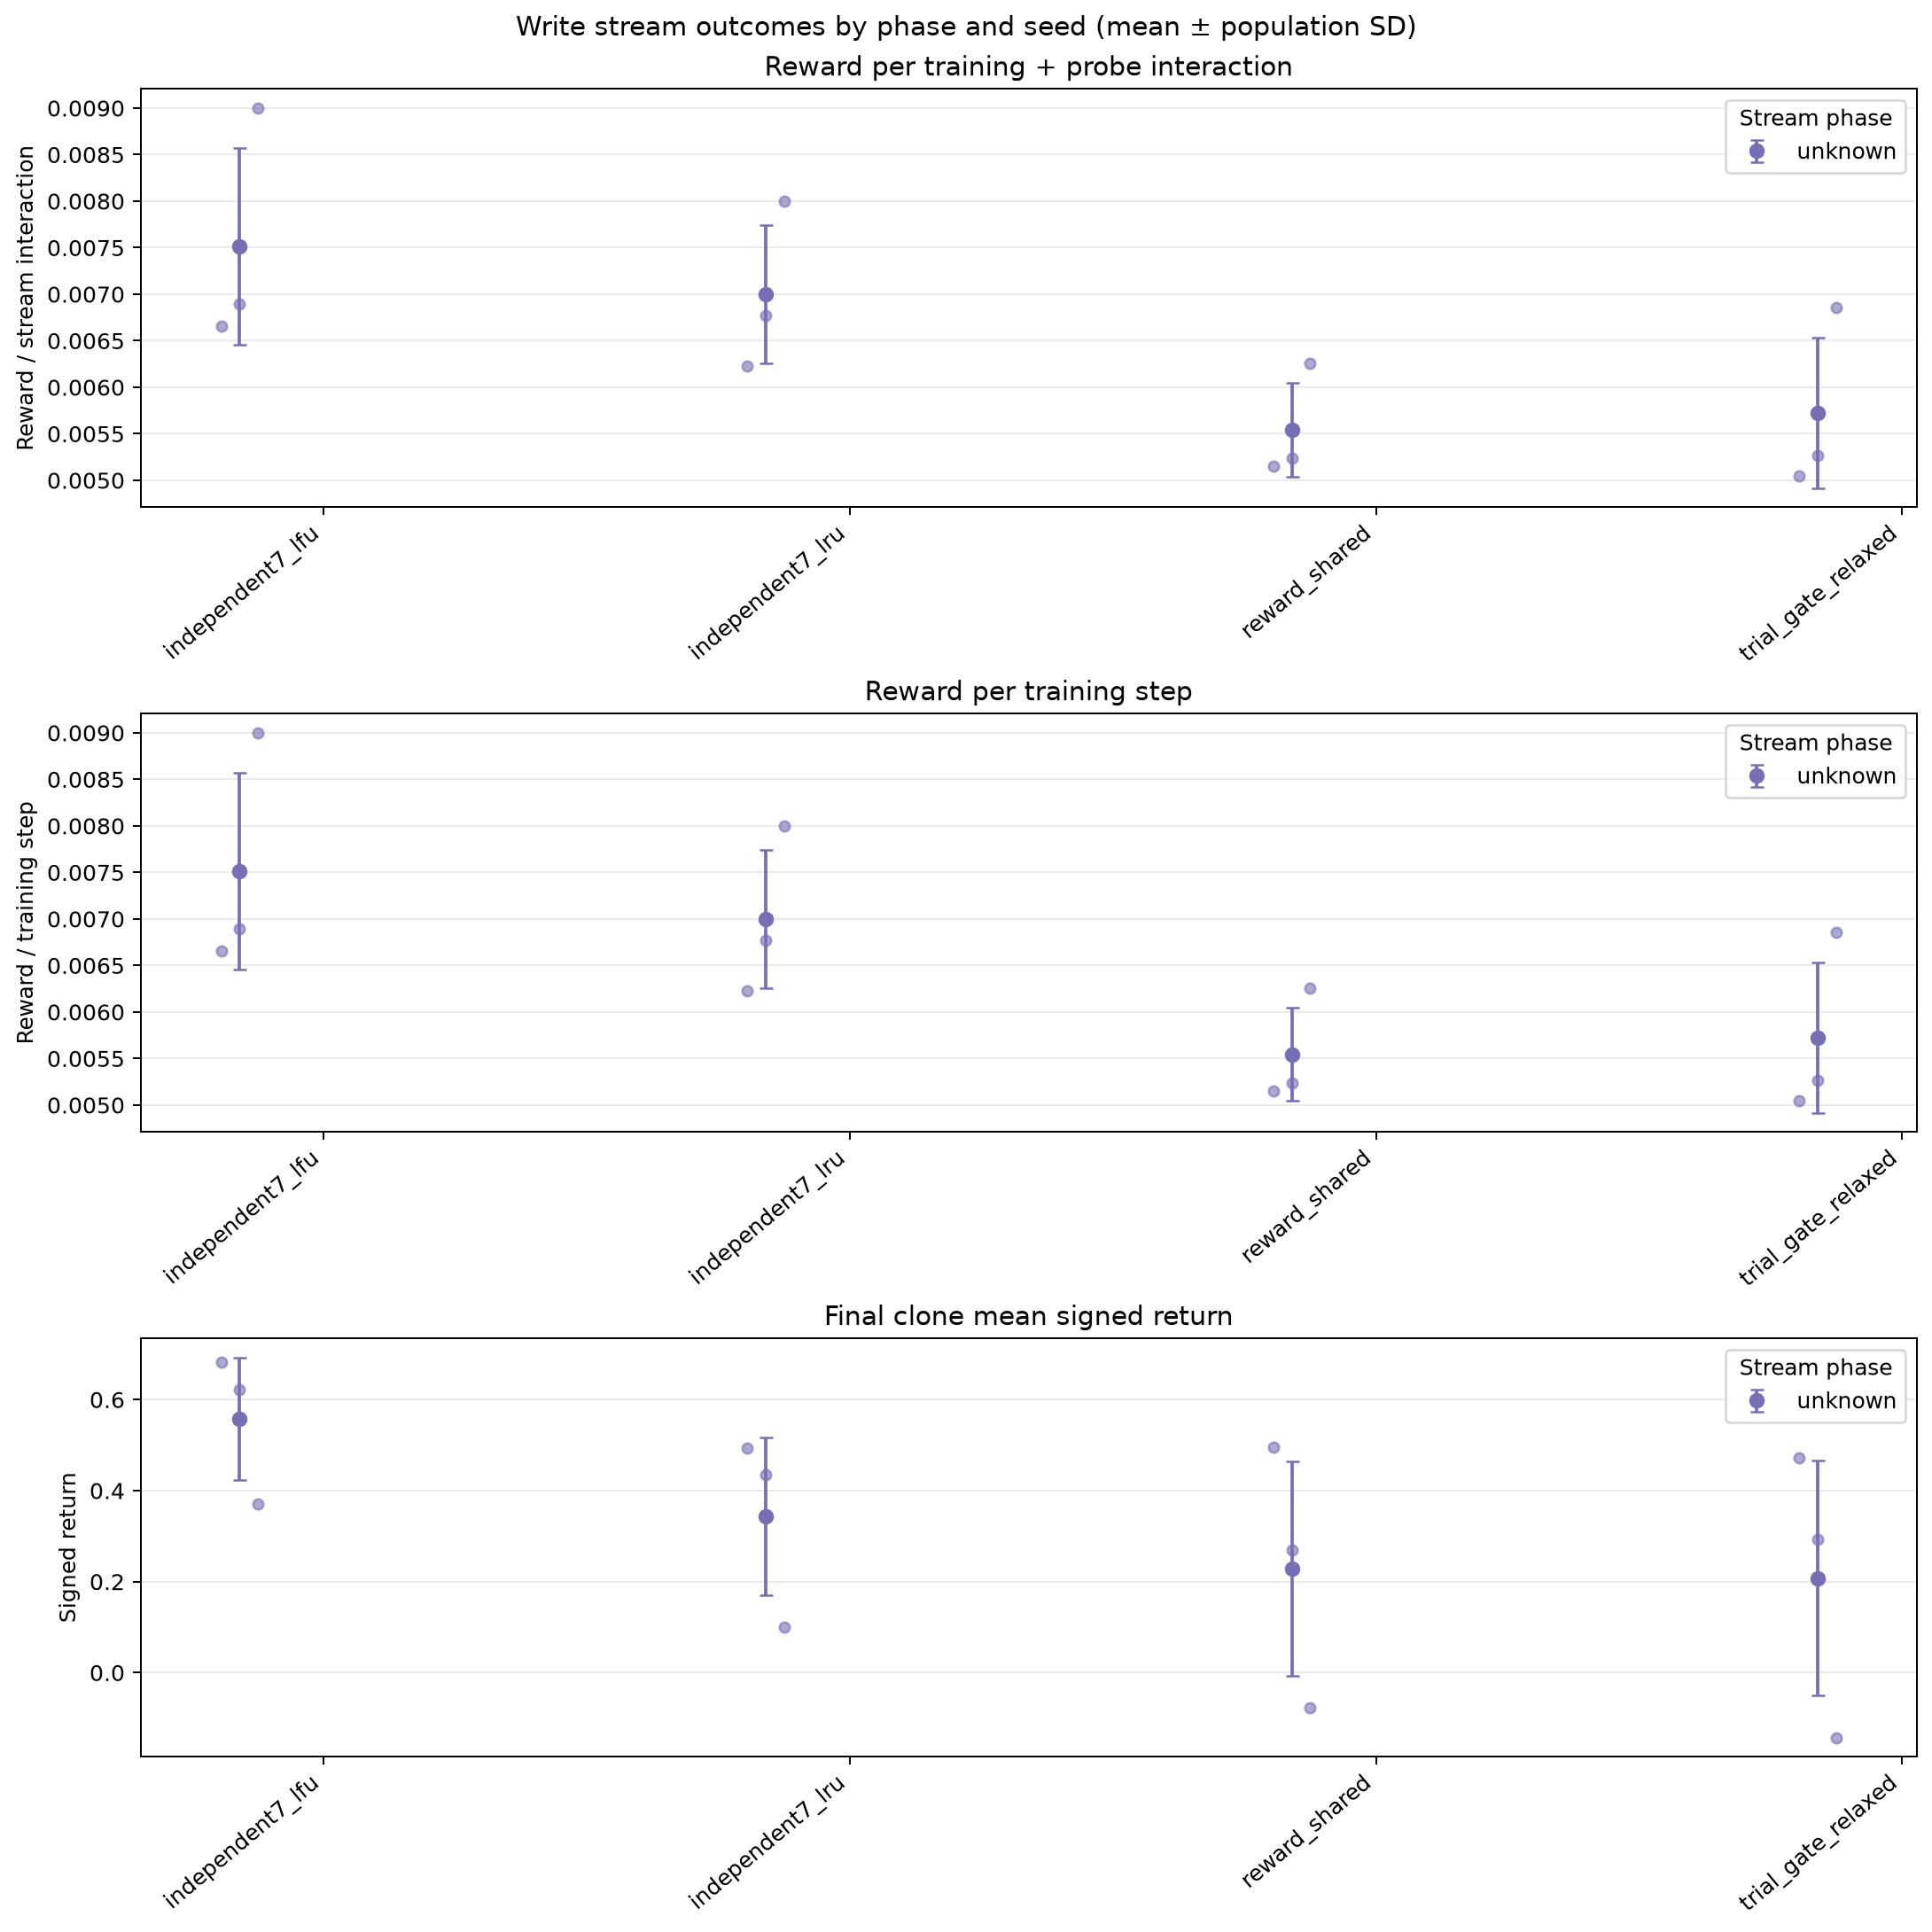 Write stream outcomes by phase and seed (mean ± population SD)
Reward per training + probe interaction
Reward / stream interaction
0.0090
0.0085
0.0080
0.0075
0.0070
0.0065
0.0060
0.0055
0.0050
Stream phase
unknown
independent7_lfu
independent7_lru
reward_shared
trial_gate_relaxed
Reward per training step
Reward / training step
0.0090
0.0085
0.0080
0.0075
0.0070
0.0065
0.0060
0.0055
0.0050
Stream phase
unknown
independent7_lfu
independent7_lru
reward_shared
trial_gate_relaxed
Final clone mean signed return
Signed return
0.6
0.4
0.2
0.0
Stream phase
unknown
independent7_lfu
independent7_lru
reward_shared
trial_gate_relaxed